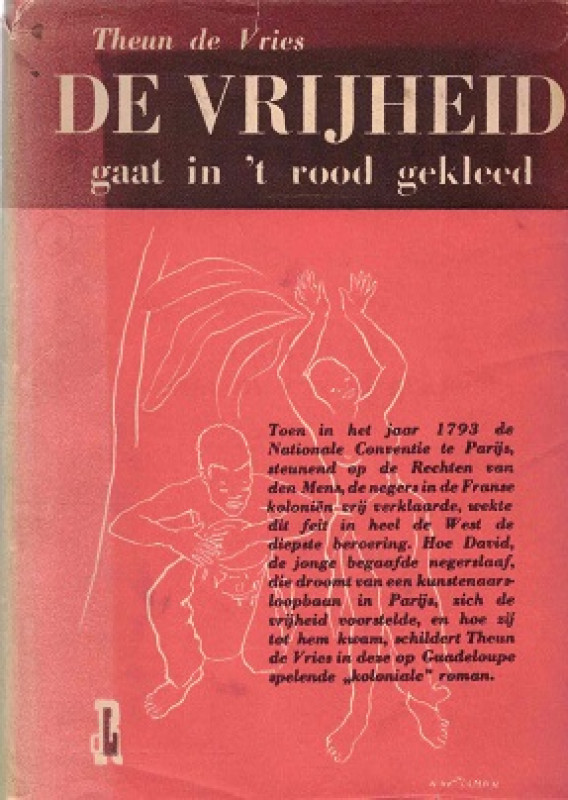 Theun de Vries
DE VRIJHEID
gaat in 't rood gekleed
Toen in het jaar 1793 de
Nationale Conventie te Parijs,
steunend op de Rechten van
den Mens, de negers in de Franse
koloniën vrij verklaarde, wekte
dit feit in heel de West de
diepste beroering. Hoe David,
de jonge begaafde negerslaaf,
die droomt van een kunstenaars-
loopbaan in Parijs, zich de
vrijheid voorstelde, en hoe zij
tot hem kwam, schildert Theun
de Vries in deze op Guadeloupe
spelende „koloniale” roman.